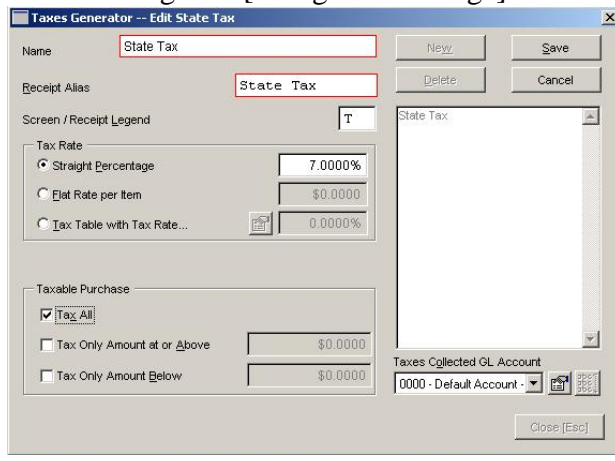 Taxes Generator -- Edit State Tax
Name State Tax New Save
Receipt Alias State Tax Delete Cancel
Screen / Receipt Legend T State Tax
Tax Rate
Straight Percentage 7.0000%
Flat Rate per Item $0.0000
Tax Table with Tax Rate... 0.0000%
Taxable Purchase
Tax All
Tax Only Amount at or Above $0.0000
Taxes Collected GL Account
Tax Only Amount Below $0.0000 0000 - Default Account -
Close [Esc]